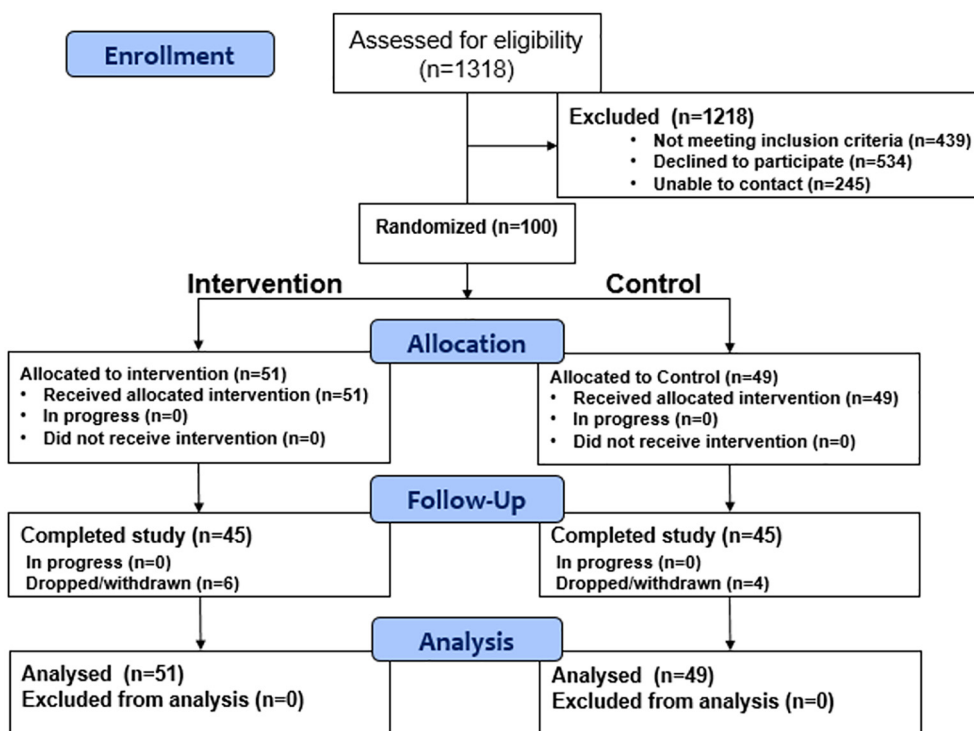 Enrollment
Assessed for eligibility
(n=1318)
Excluded (n=1218)
• Not meeting inclusion criteria (n=439)
• Declined to participate (n=534)
• Unable to contact (n=245)
Randomized (n=100)
Intervention
Control
Allocation
Allocated to intervention (n=51)
• Received allocated intervention (n=51)
• In progress (n=0)
• Did not receive intervention (n=0)
Allocated to Control (n=49)
• Received allocated intervention (n=49)
• In progress (n=0)
• Did not receive intervention (n=0)
Follow-Up
Completed study (n=45)
In progress (n=0)
Dropped/withdrawn (n=6)
Completed study (n=45)
In progress (n=0)
Dropped/withdrawn (n=4)
Analysis
Analysed (n=51)
Excluded from analysis (n=0)
Analysed (n=49)
Excluded from analysis (n=0)